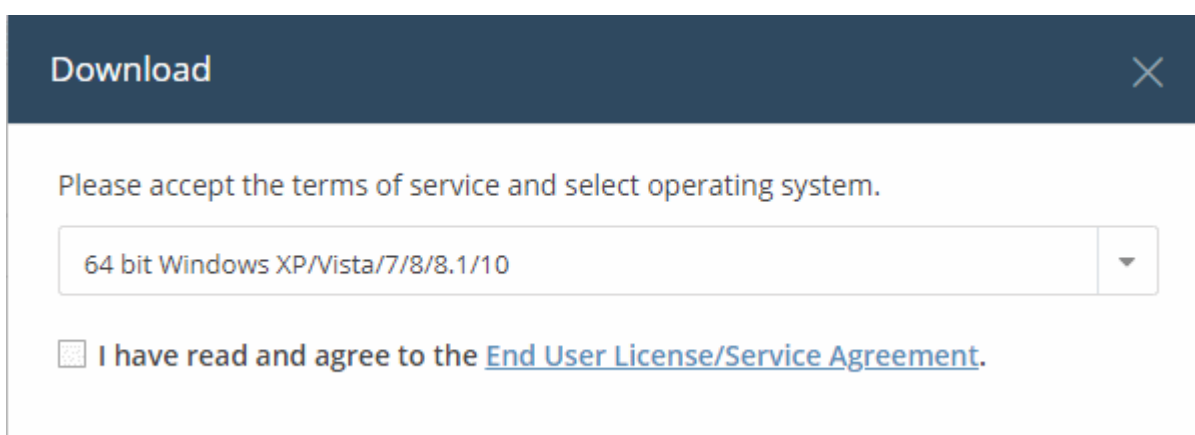 Download
Please accept the terms of service and select operating system.
64 bit Windows XP/Vista/7/8/8.1/10
I have read and agree to the End User License/Service Agreement.